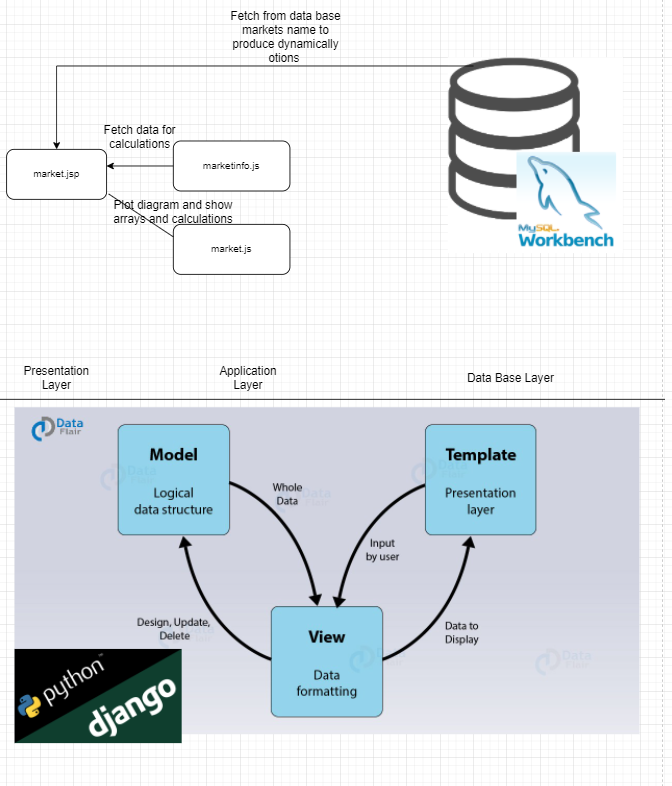 Fetch from data base
markets name to
produce dynamically
otions
Fetch data for
calculations
market.jsp
marketinfo.js
Plot diagram and show
arrays and calculations
market.js
MySQL
Workbench
Presentation
Layer
Application
Layer
Data Base Layer
Data
Flair
Model
Logical
data structure
Template
Presentation
layer
Whole
Data
Input
by user
Design, Update,
Delete
Data to
Display
View
Data
formatting
python™
django